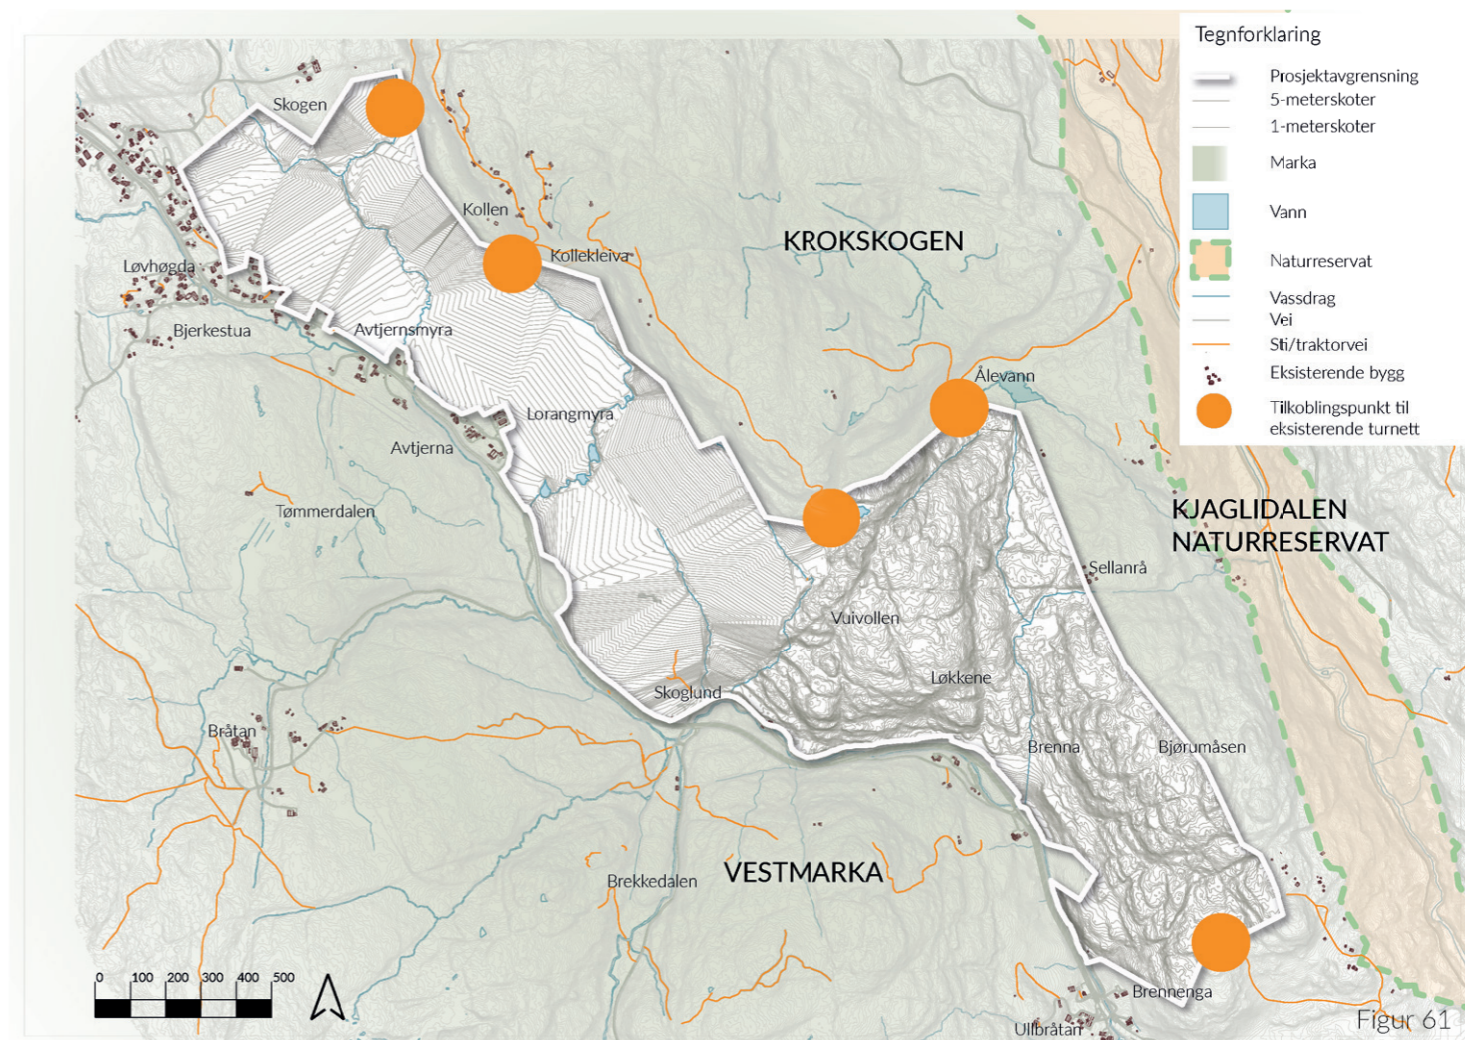 Tegnforklaring
Prosjektavgrensning
5-meterskoter
1-meterskoter
Marka
Vann
Naturreservat
Vassdrag
Vei
Sti/traktorvei
Eksisterende bygg
Tilkoblingspunkt til
eksisterende turnett
Skogen
Kollen
KROKSKOGEN
Kollekleiva
Løvhøgda
Bjerkestua
Avtjernsmyra
Ålevann
Lorangmyra
Avtjerna
Tømmerdalen
KJAGLIDALEN
NATURRESERVAT
Sellanrå
Vuivollen
Løkkene
Skoglund
Bråtan
Brenna
Bjørumåsen
VESTMARKA
Brekkedalen
0 100 200 300 400 500
Brennenga
Ullbråtan
Figur 61